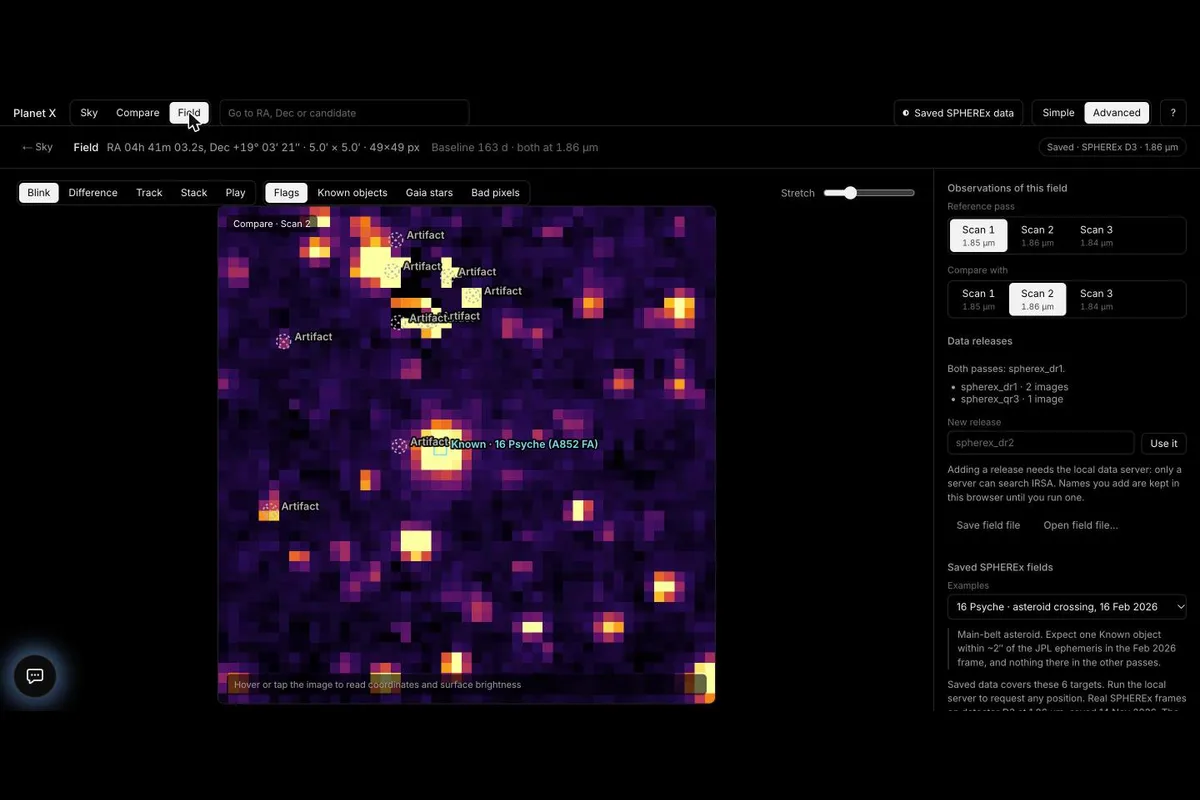 Planet X
Sky Compare Field
Go to RA, Dec or candidate
Saved SPHEREx data
Simple Advanced ?
← Sky
Field RA 04h 41m 03.2s, Dec +19° 03′ 21″ · 5.0′ × 5.0′ · 49×49 px Baseline 163 d · both at 1.86 µm
Saved · SPHEREx D3 · 1.86 µm
Blink Difference Track Stack Play
Flags Known objects Gaia stars Bad pixels
Stretch
Compare · Scan 2
Artifact
Artifact
Artifact
Artifact
Artifact
Artifact
Artifact
Artifact
Known · 16 Psyche (A852 FA)
Artifact
Hover or tap the image to read coordinates and surface brightness
Observations of this field
Reference pass
Scan 1 Scan 2 Scan 3
1.85 µm 1.86 µm 1.84 µm
Compare with
Scan 1 Scan 2 Scan 3
1.85 µm 1.86 µm 1.84 µm
Data releases
Both passes: spherex_dr1.
• spherex_dr1 · 2 images
• spherex_qr3 · 1 image
New release
spherex_dr2 Use it
Adding a release needs the local data server: only a
server can search IRSA. Names you add are kept in
this browser until you run one.
Save field file Open field file...
Saved SPHEREx fields
Examples
16 Psyche · asteroid crossing, 16 Feb 2026
Main-belt asteroid. Expect one Known object
within ~2″ of the JPL ephemeris in the Feb 2026
frame, and nothing there in the other passes.
Saved data covers these 6 targets. Run the local
server to request any position. Real SPHEREx frames